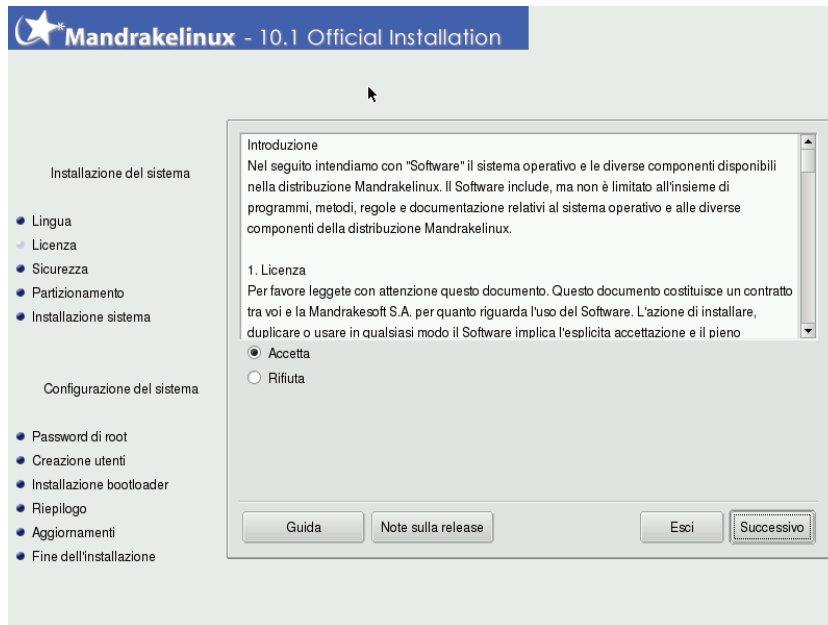 Mandrakelinux - 10.1 Official Installation
Installazione del sistema
Lingua
Licenza
Sicurezza
Partizionamento
Installazione sistema
Configurazione del sistema
Password di root
Creazione utenti
Installazione bootloader
Riepilogo
Aggiornamenti
Fine dell'installazione
Introduzione
Nel seguito intendiamo con "Software" il sistema operativo e le diverse componenti disponibili
nella distribuzione Mandrakelinux. Il Software include, ma non è limitato all'insieme di
programmi, metodi, regole e documentazione relativi al sistema operativo e alle diverse
componenti della distribuzione Mandrakelinux.
1. Licenza
Per favore leggete con attenzione questo documento. Questo documento costituisce un contratto
tra voi e la Mandrakesoft S.A. per quanto riguarda l'uso del Software. L'azione di installare,
duplicare o usare in qualsiasi modo il Software implica l'esplicita accettazione e il pieno
Accetta
Rifiuta
Guida
Note sulla release
Esci
Successivo